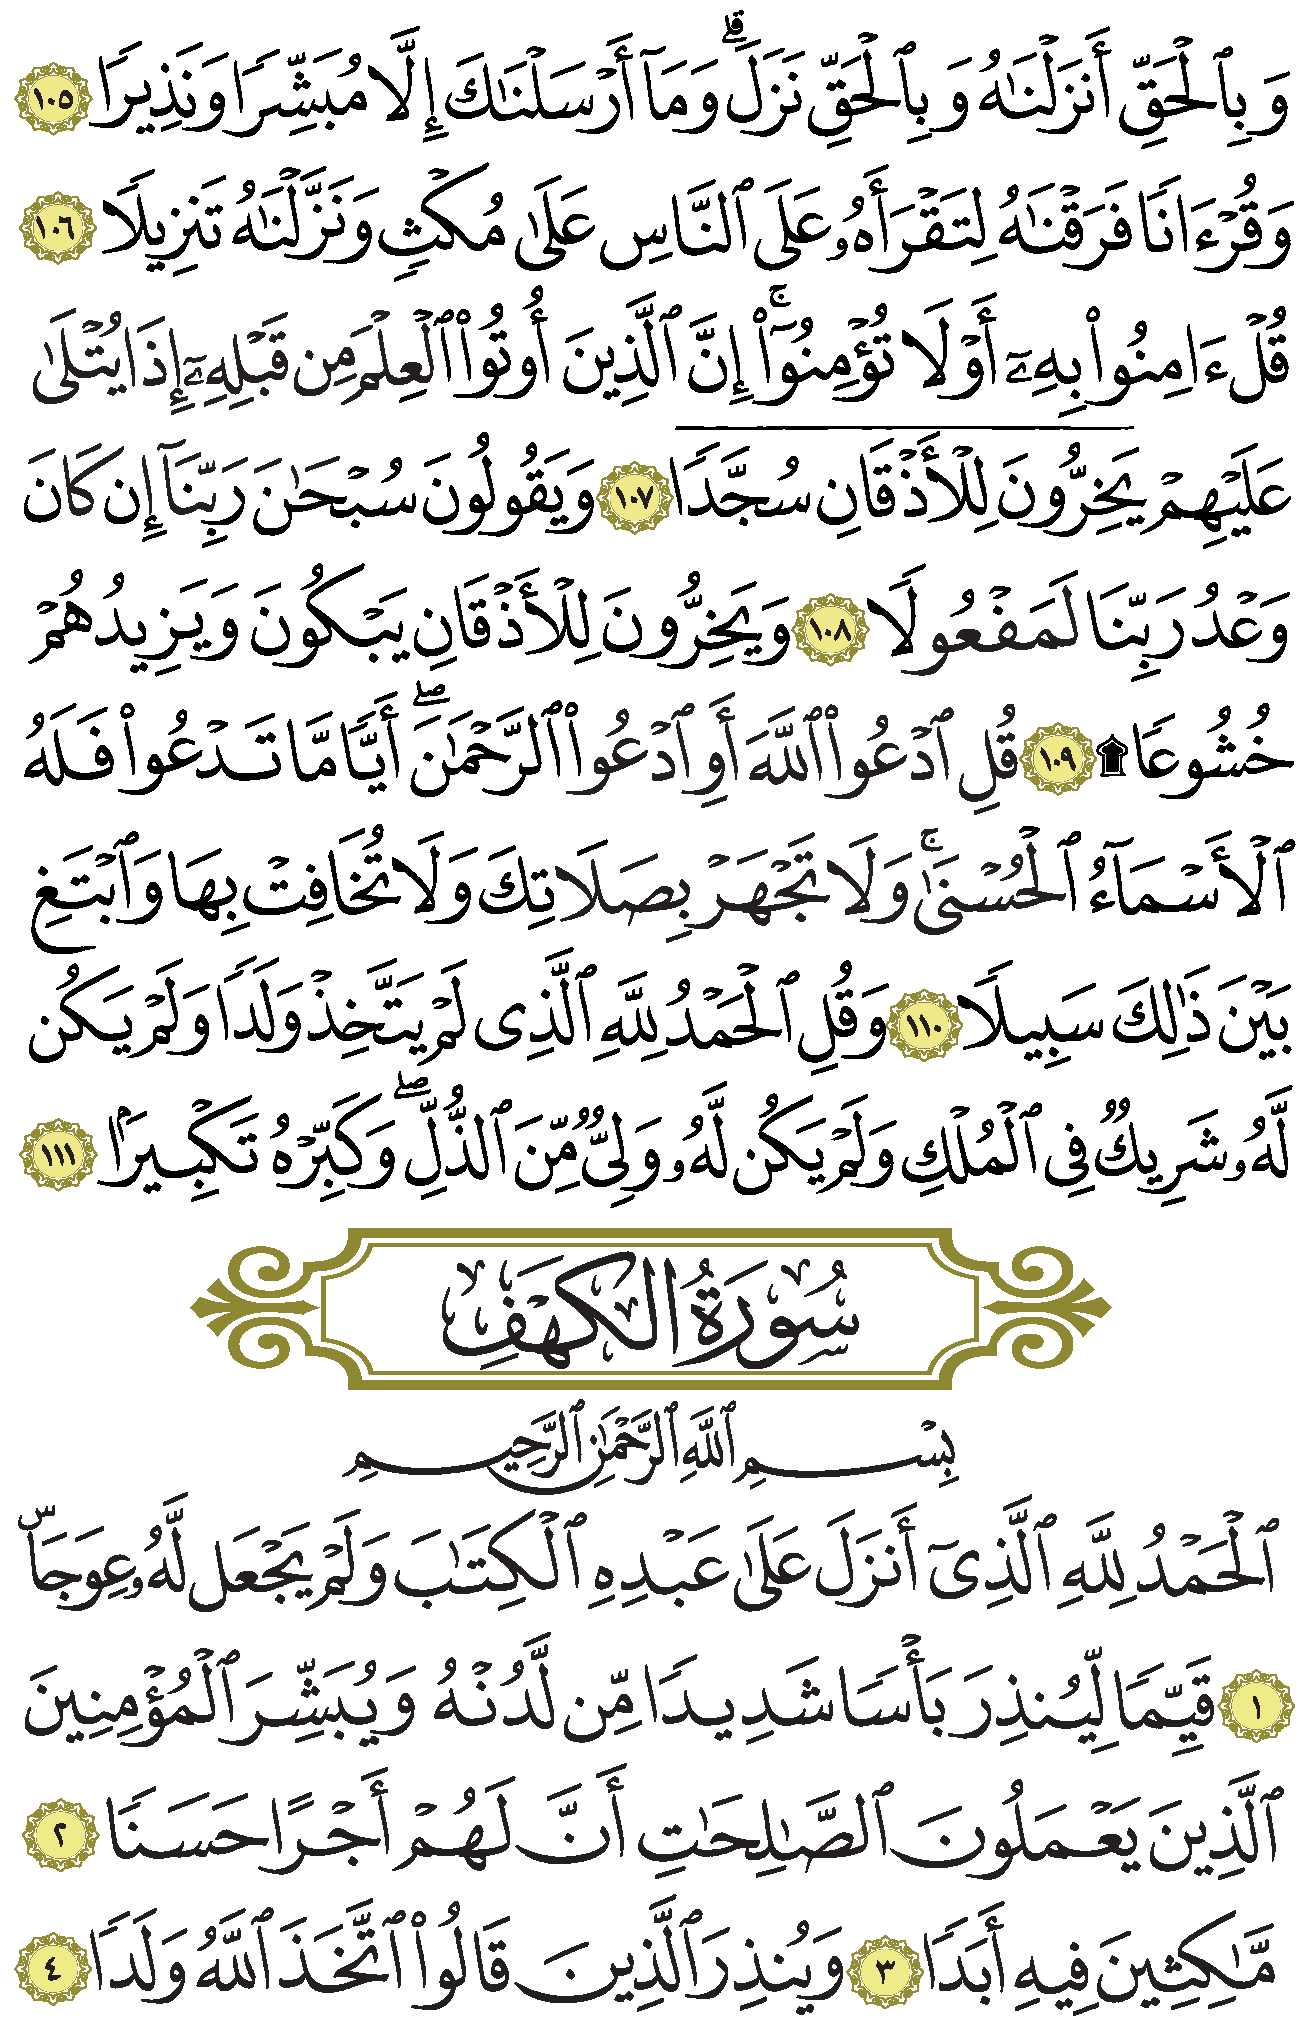 وَبِٱلْحَقِّ أَنزَلْنَٰهُ وَبِٱلْحَقِّ نَزَلَ ۗ وَمَآ أَرْسَلْنَٰكَ إِلَّا مُبَشِّرًا وَنَذِيرًا ١٠٥
وَقُرْءَانًا فَرَقْنَٰهُ لِتَقْرَأَهُۥ عَلَى ٱلنَّاسِ عَلَىٰ مُكْثٍ وَنَزَّلْنَٰهُ تَنزِيلًا ١٠٦
قُلْ ءَامِنُوا۟ بِهِۦٓ أَوْ لَا تُؤْمِنُوٓا۟ ۚ إِنَّ ٱلَّذِينَ أُوتُوا۟ ٱلْعِلْمَ مِن قَبْلِهِۦٓ إِذَا يُتْلَىٰ
عَلَيْهِمْ يَخِرُّونَ لِلْأَذْقَانِ سُجَّدًا ١٠٧ وَيَقُولُونَ سُبْحَٰنَ رَبِّنَآ إِن كَانَ
وَعْدُ رَبِّنَا لَمَفْعُولًا ١٠٨ وَيَخِرُّونَ لِلْأَذْقَانِ يَبْكُونَ وَيَزِيدُهُمْ
خُشُوعًا ۩ ١٠٩ قُلِ ٱدْعُوا۟ ٱللَّهَ أَوِ ٱدْعُوا۟ ٱلرَّحْمَٰنَ ۖ أَيًّا مَّا تَدْعُوا۟ فَلَهُ
ٱلْأَسْمَآءُ ٱلْحُسْنَىٰ ۚ وَلَا تَجْهَرْ بِصَلَاتِكَ وَلَا تُخَافِتْ بِهَا وَٱبْتَغِ
بَيْنَ ذَٰلِكَ سَبِيلًا ١١٠ وَقُلِ ٱلْحَمْدُ لِلَّهِ ٱلَّذِى لَمْ يَتَّخِذْ وَلَدًا وَلَمْ يَكُن
لَّهُۥ شَرِيكٌ فِى ٱلْمُلْكِ وَلَمْ يَكُن لَّهُۥ وَلِىٌّ مِّنَ ٱلذُّلِّ ۖ وَكَبِّرْهُ تَكْبِيرًۢا ١١١
سُورَةُ الكَهْفِ
بِسْمِ ٱللَّهِ ٱلرَّحْمَٰنِ ٱلرَّحِيمِ
ٱلْحَمْدُ لِلَّهِ ٱلَّذِىٓ أَنزَلَ عَلَىٰ عَبْدِهِ ٱلْكِتَٰبَ وَلَمْ يَجْعَل لَّهُۥ عِوَجَاۜ
١ قَيِّمًا لِّيُنذِرَ بَأْسًا شَدِيدًا مِّن لَّدُنْهُ وَيُبَشِّرَ ٱلْمُؤْمِنِينَ
ٱلَّذِينَ يَعْمَلُونَ ٱلصَّٰلِحَٰتِ أَنَّ لَهُمْ أَجْرًا حَسَنًا ٢
مَّٰكِثِينَ فِيهِ أَبَدًا ٣ وَيُنذِرَ ٱلَّذِينَ قَالُوا۟ ٱتَّخَذَ ٱللَّهُ وَلَدًا ٤